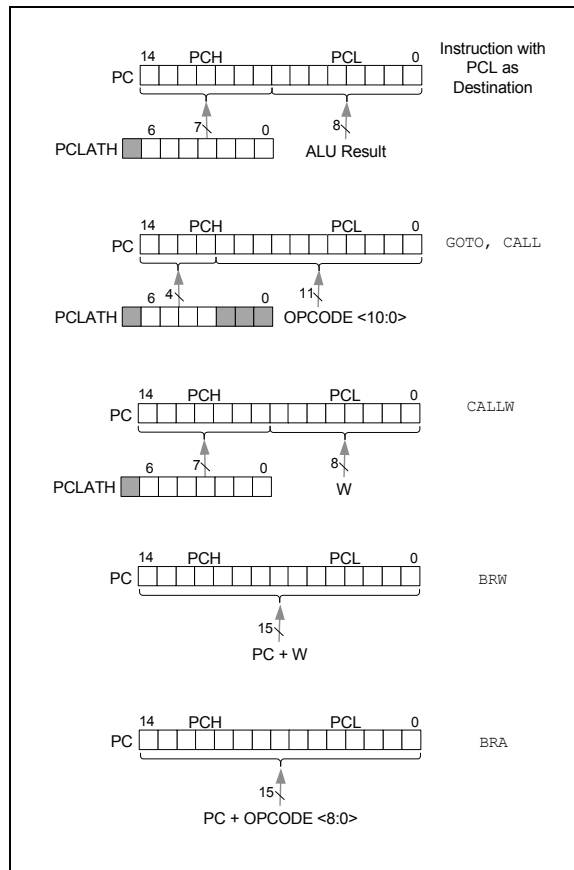 Instruction with
PCL as
Destination
14 PCH PCL 0
PC
6 7 0 8
PCLATH ALU Result
14 PCH PCL 0
PC GOTO, CALL
6 4 0 11
PCLATH OPCODE <10:0>
14 PCH PCL 0
PC CALLW
6 7 0 8
PCLATH W
14 PCH PCL 0
PC BRW
15
PC + W
14 PCH PCL 0
PC BRA
15
PC + OPCODE <8:0>